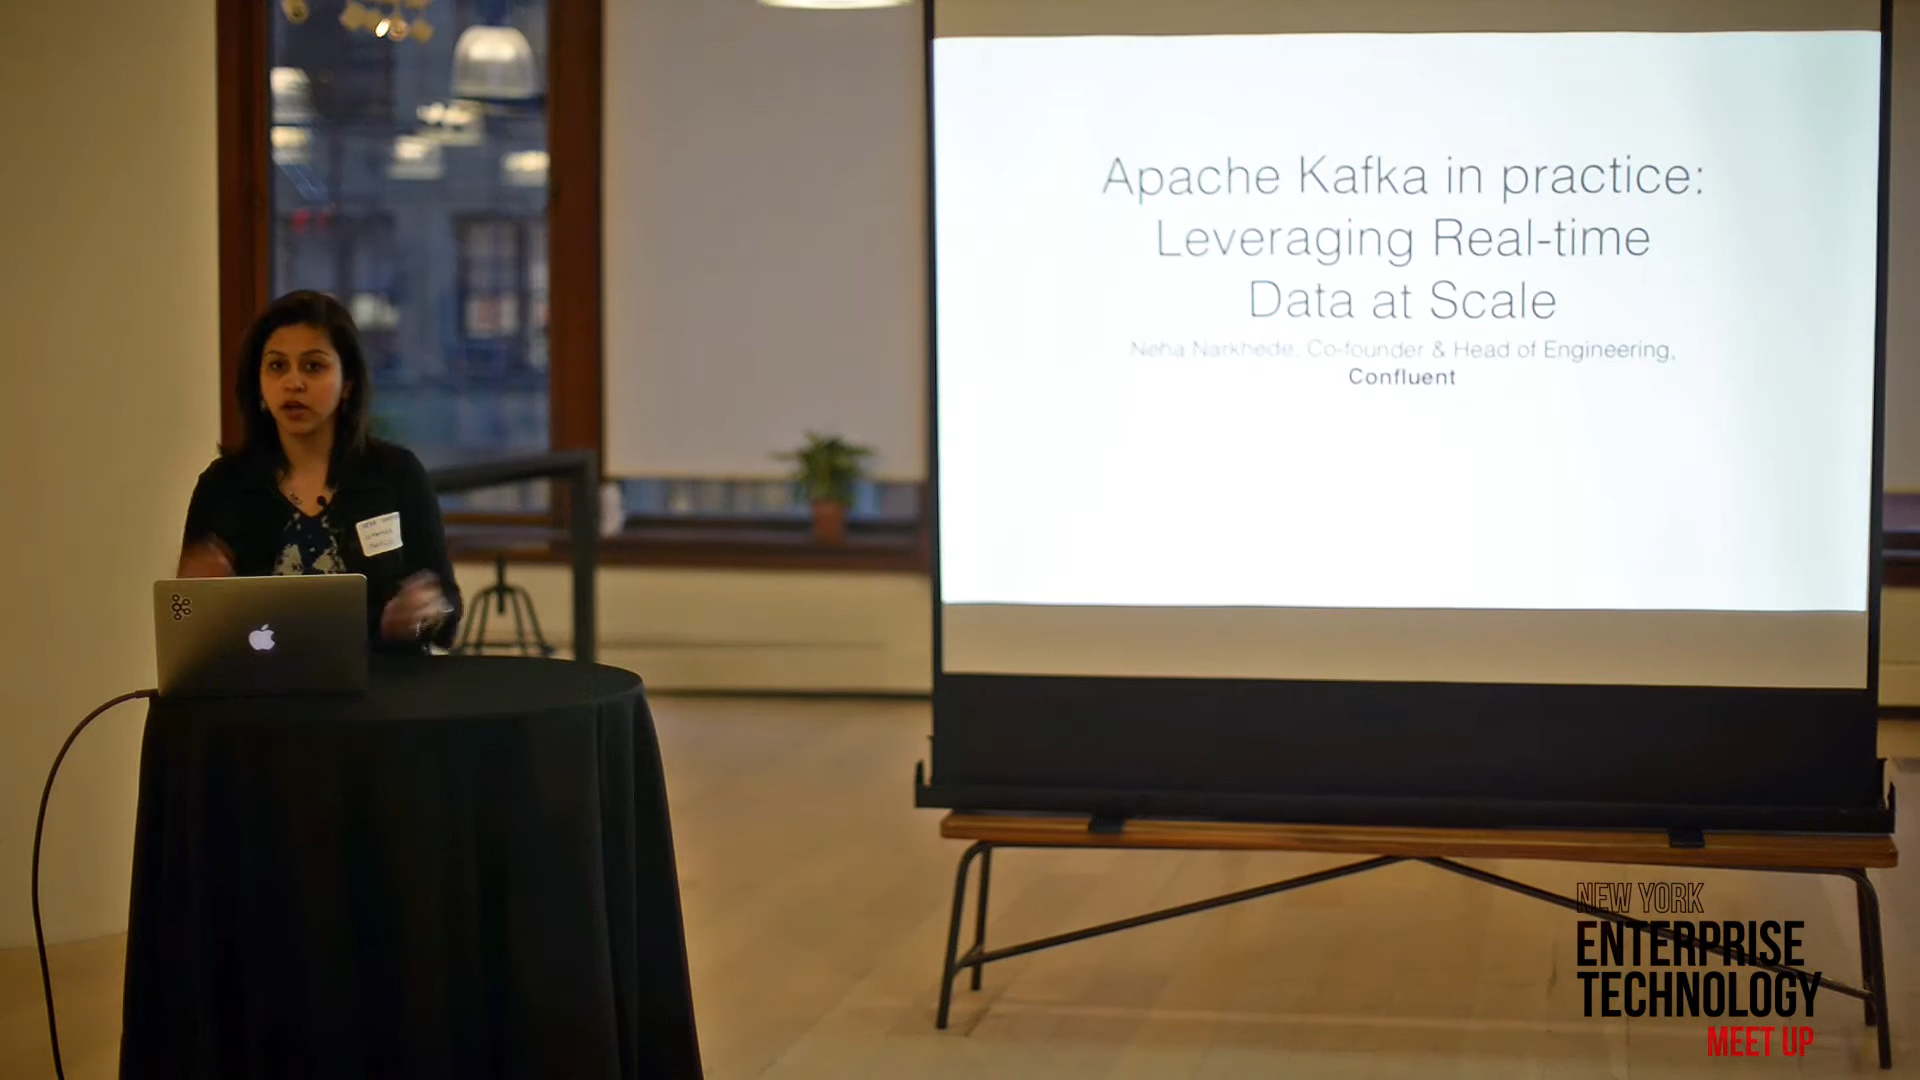 Apache Kafka in practice:
Leveraging Real-time
Data at Scale
Neha Narkhede, Co-founder & Head of Engineering,
Confluent
NEW YORK
ENTERPRISE
TECHNOLOGY
MEET UP